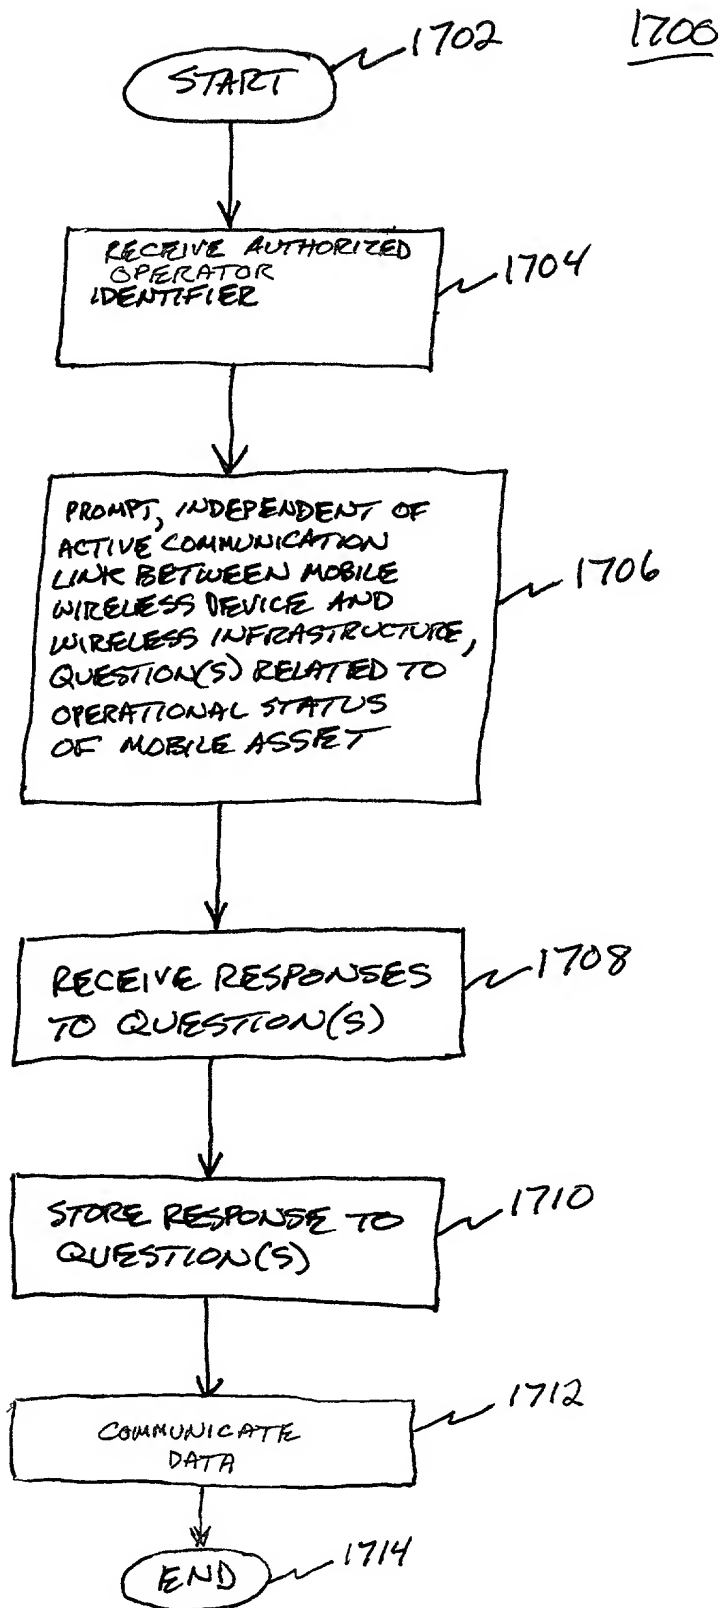 1700
1702
START
RECEIVE AUTHORIZED
OPERATOR
IDENTIFIER
1704
PROMPT, INDEPENDENT OF
ACTIVE COMMUNICATION
LINK BETWEEN MOBILE
WIRELESS DEVICE AND
WIRELESS INFRASTRUCTURE,
QUESTION(S) RELATED TO
OPERATIONAL STATUS
OF MOBILE ASSET
1706
RECEIVE RESPONSES
TO QUESTION(S)
1708
STORE RESPONSE TO
QUESTION(S)
1710
COMMUNICATE
DATA
1712
END
1714